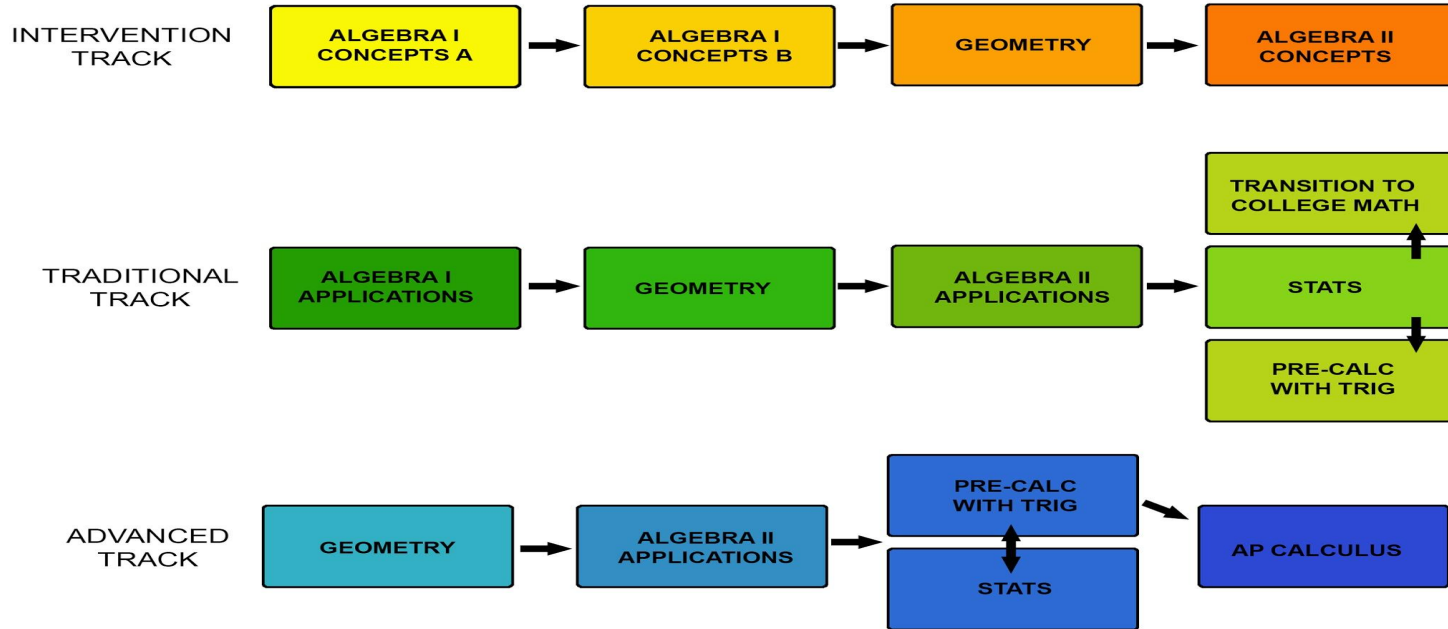 INTERVENTION
TRACK
ALGEBRA I
CONCEPTS A
ALGEBRA I
CONCEPTS B
GEOMETRY
ALGEBRA II
CONCEPTS
TRADITIONAL
TRACK
ALGEBRA I
APPLICATIONS
GEOMETRY
ALGEBRA II
APPLICATIONS
TRANSITION TO
COLLEGE MATH
STATS
PRE-CALC
WITH TRIG
ADVANCED
TRACK
GEOMETRY
ALGEBRA II
APPLICATIONS
PRE-CALC
WITH TRIG
STATS
AP CALCULUS